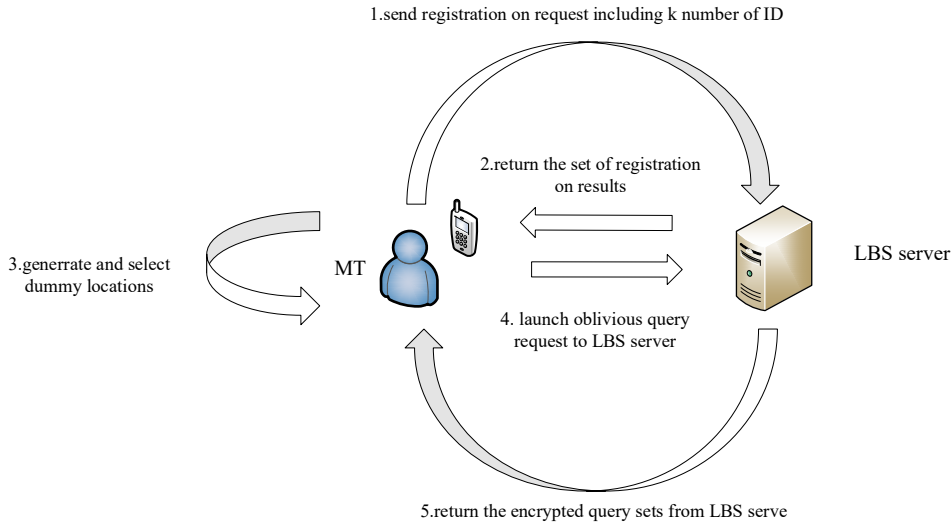 1.send registration on request including k number of ID
2.return the set of registration
on results
3.generrate and select
dummy locations
MT
LBS server
4. launch oblivious query
request to LBS server
5.return the encrypted query sets from LBS serve